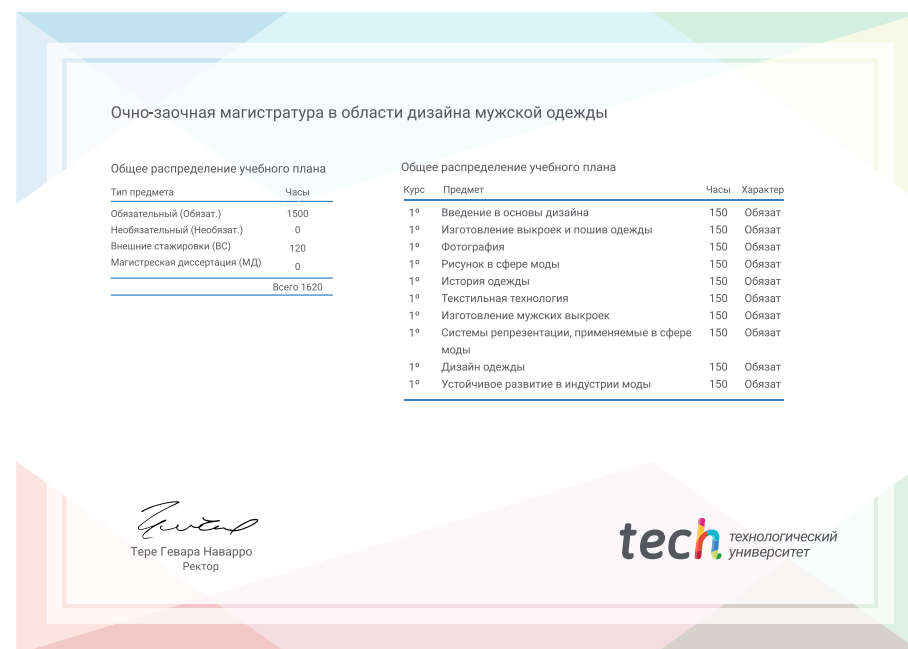 Очно-заочная магистратура в области дизайна мужской одежды
Общее распределение учебного плана
Тип предмета Часы
Обязательный (Обязат.) 1500
Необязательный (Необязат.) 0
Внешние стажировки (ВС) 120
Магистреская диссертация (МД) 0
Всего 1620
Общее распределение учебного плана
Курс Предмет Часы Характер
1º Введение в основы дизайна 150 Обязат
1º Изготовление выкроек и пошив одежды 150 Обязат
1º Фотография 150 Обязат
1º Рисунок в сфере моды 150 Обязат
1º История одежды 150 Обязат
1º Текстильная технология 150 Обязат
1º Изготовление мужских выкроек 150 Обязат
1º Системы репрезентации, применяемые в сфере 150 Обязат
моды
1º Дизайн одежды 150 Обязат
1º Устойчивое развитие в индустрии моды 150 Обязат
Тере Гевара Наварро
Ректор
tech технологический
университет